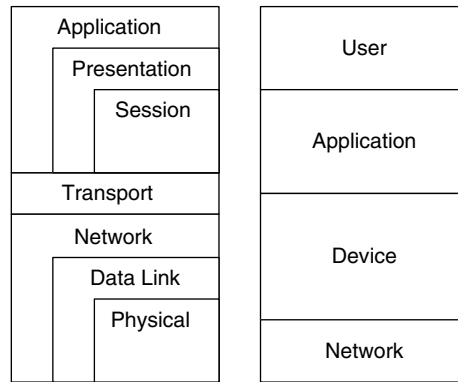 Application
Presentation
Session
Transport
Network
Data Link
Physical
User
Application
Device
Network